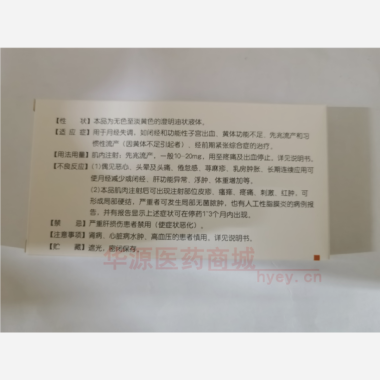 【性　　状】本品为无色至淡黄色的澄明油状液体。
【适 应 症】用于月经失调，如闭经和功能性子宫出血、黄体功能不足、先兆流产和习
惯性流产（因黄体不足引起者）、经前期紧张综合症的治疗。
【用法用量】肌内注射，先兆流产，一般10-20mg，用至疼痛及出血停止。详见说明书。
【不良反应】(1)偶见恶心、头晕及头痛、倦怠感、荨麻疹、乳房肿胀，长期连续应用可
使月经减少或闭经、肝功能异常、浮肿、体重增加等。
(2)本品肌内注射后可出现注射部位皮疹、瘙痒、疼痛、刺激、红肿，可
形成局部硬结，严重者可发生局部无菌脓肿，也有人工性脂膜炎的病例报
告，并有报告显示上述症状可在停药1~3个月内出现。
【禁　　忌】严重肝损伤患者禁用（使症状恶化）。
【注意事项】肾病、心脏病水肿、高血压的患者慎用，详见说明书。
【贮　　藏】遮光，密闭保存。
华源医药商城
hyey.cn